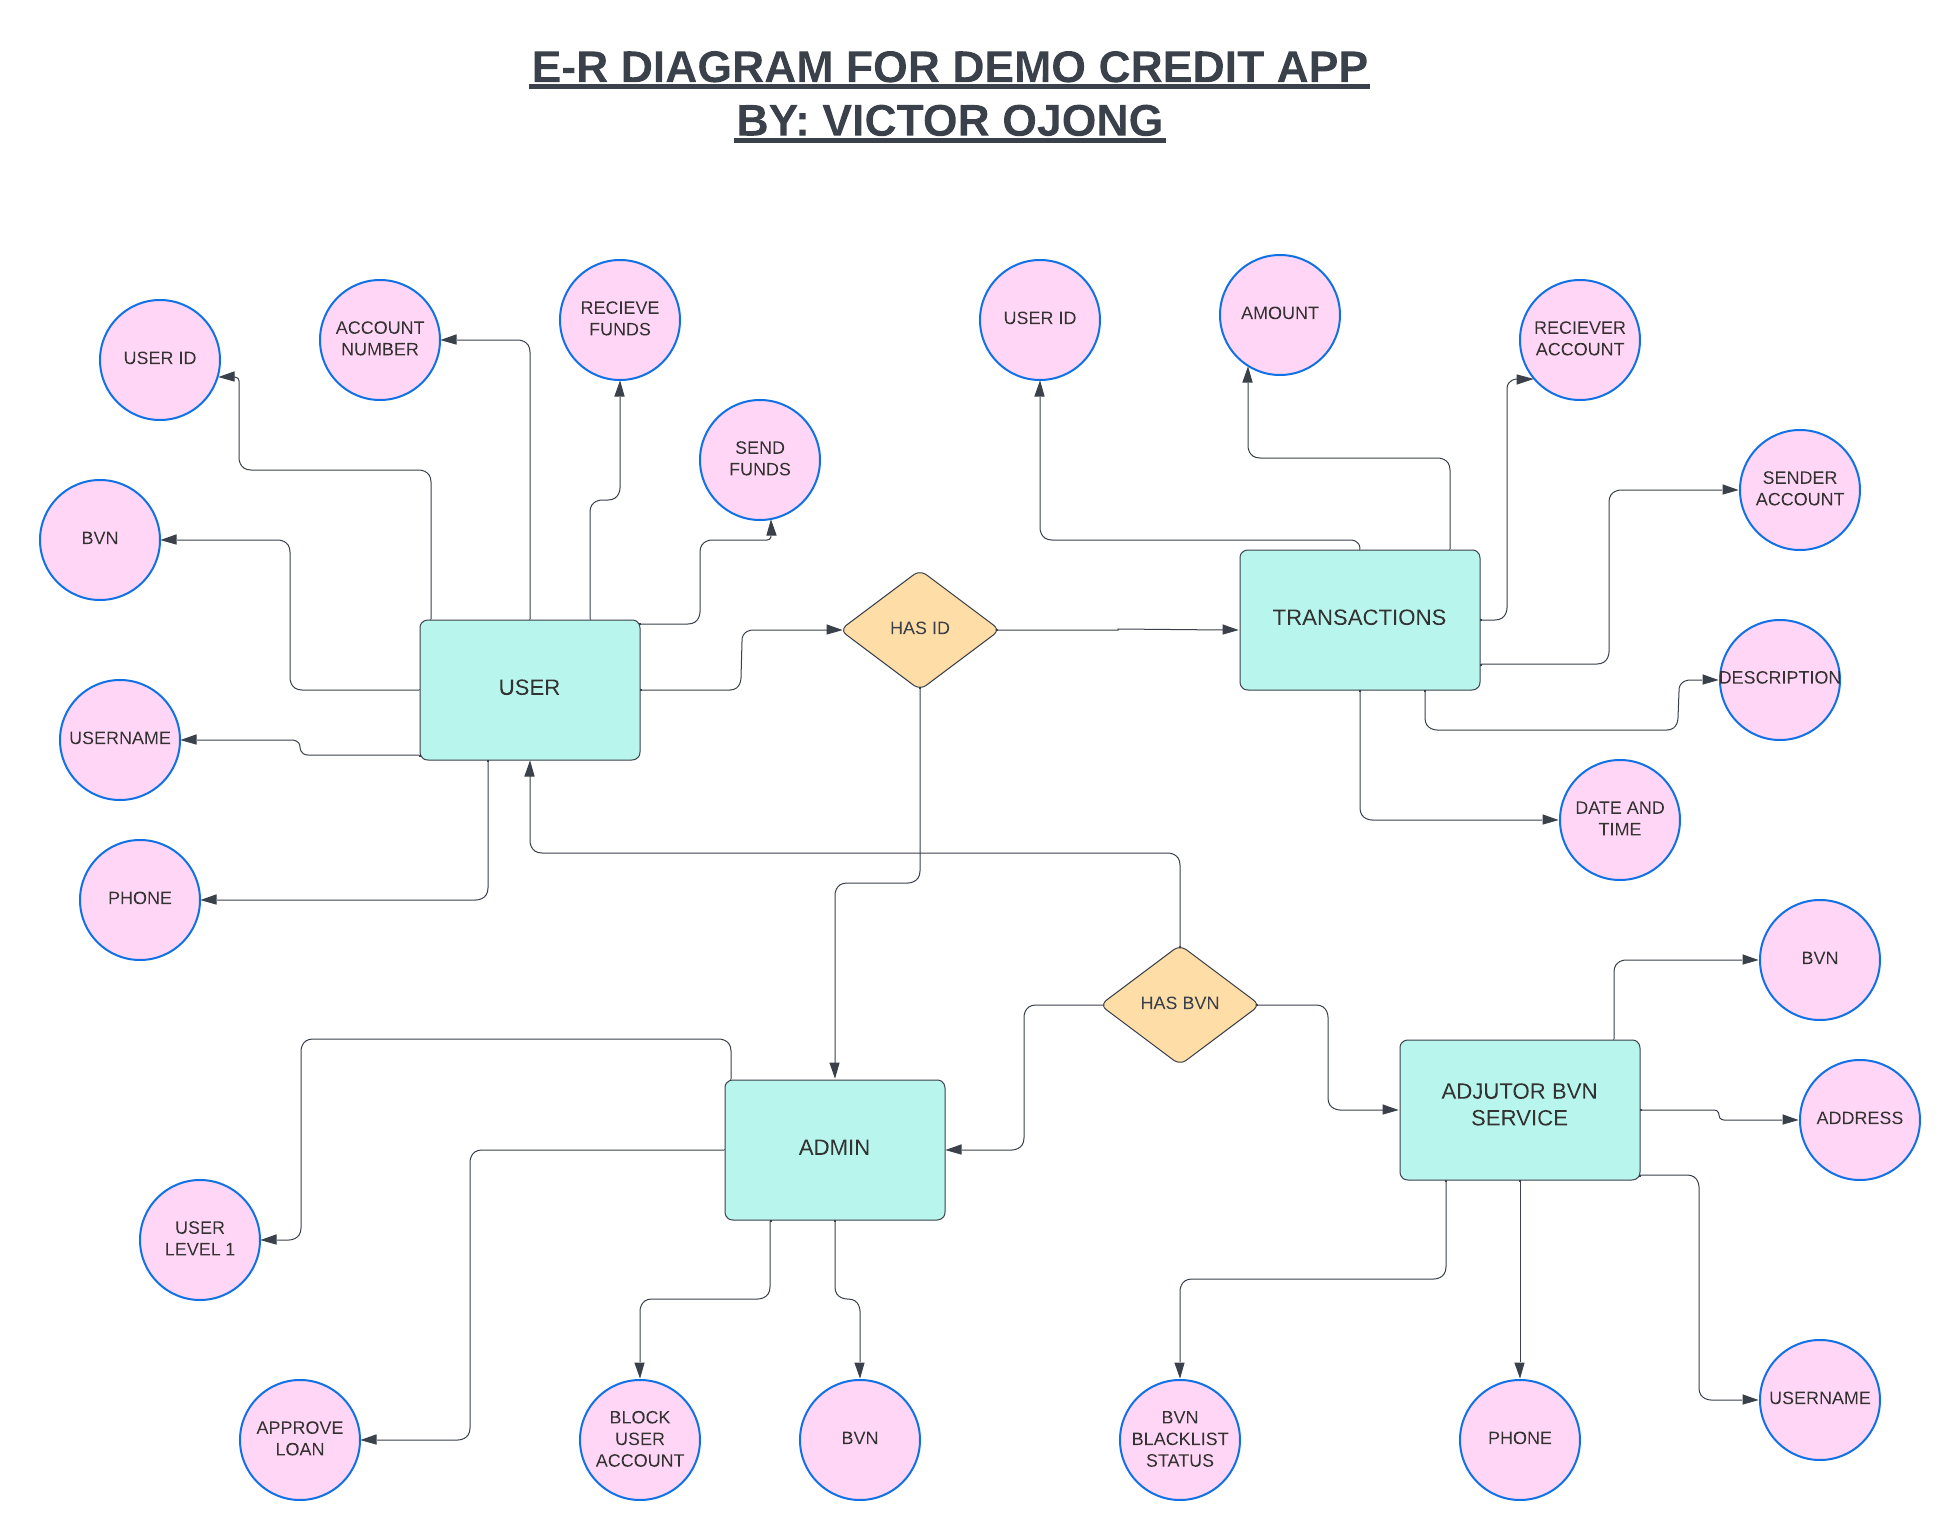 E-R DIAGRAM FOR DEMO CREDIT APP
BY: VICTOR OJONG
USER ID
ACCOUNT
NUMBER
RECIEVE
FUNDS
SEND
FUNDS
BVN
USERNAME
PHONE
USER
HAS ID
USER ID
AMOUNT
RECIEVER
ACCOUNT
SENDER
ACCOUNT
TRANSACTIONS
DESCRIPTION
DATE AND
TIME
HAS BVN
ADMIN
USER
LEVEL 1
APPROVE
LOAN
BLOCK
USER
ACCOUNT
BVN
ADJUTOR BVN
SERVICE
BVN
ADDRESS
USERNAME
PHONE
BVN
BLACKLIST
STATUS